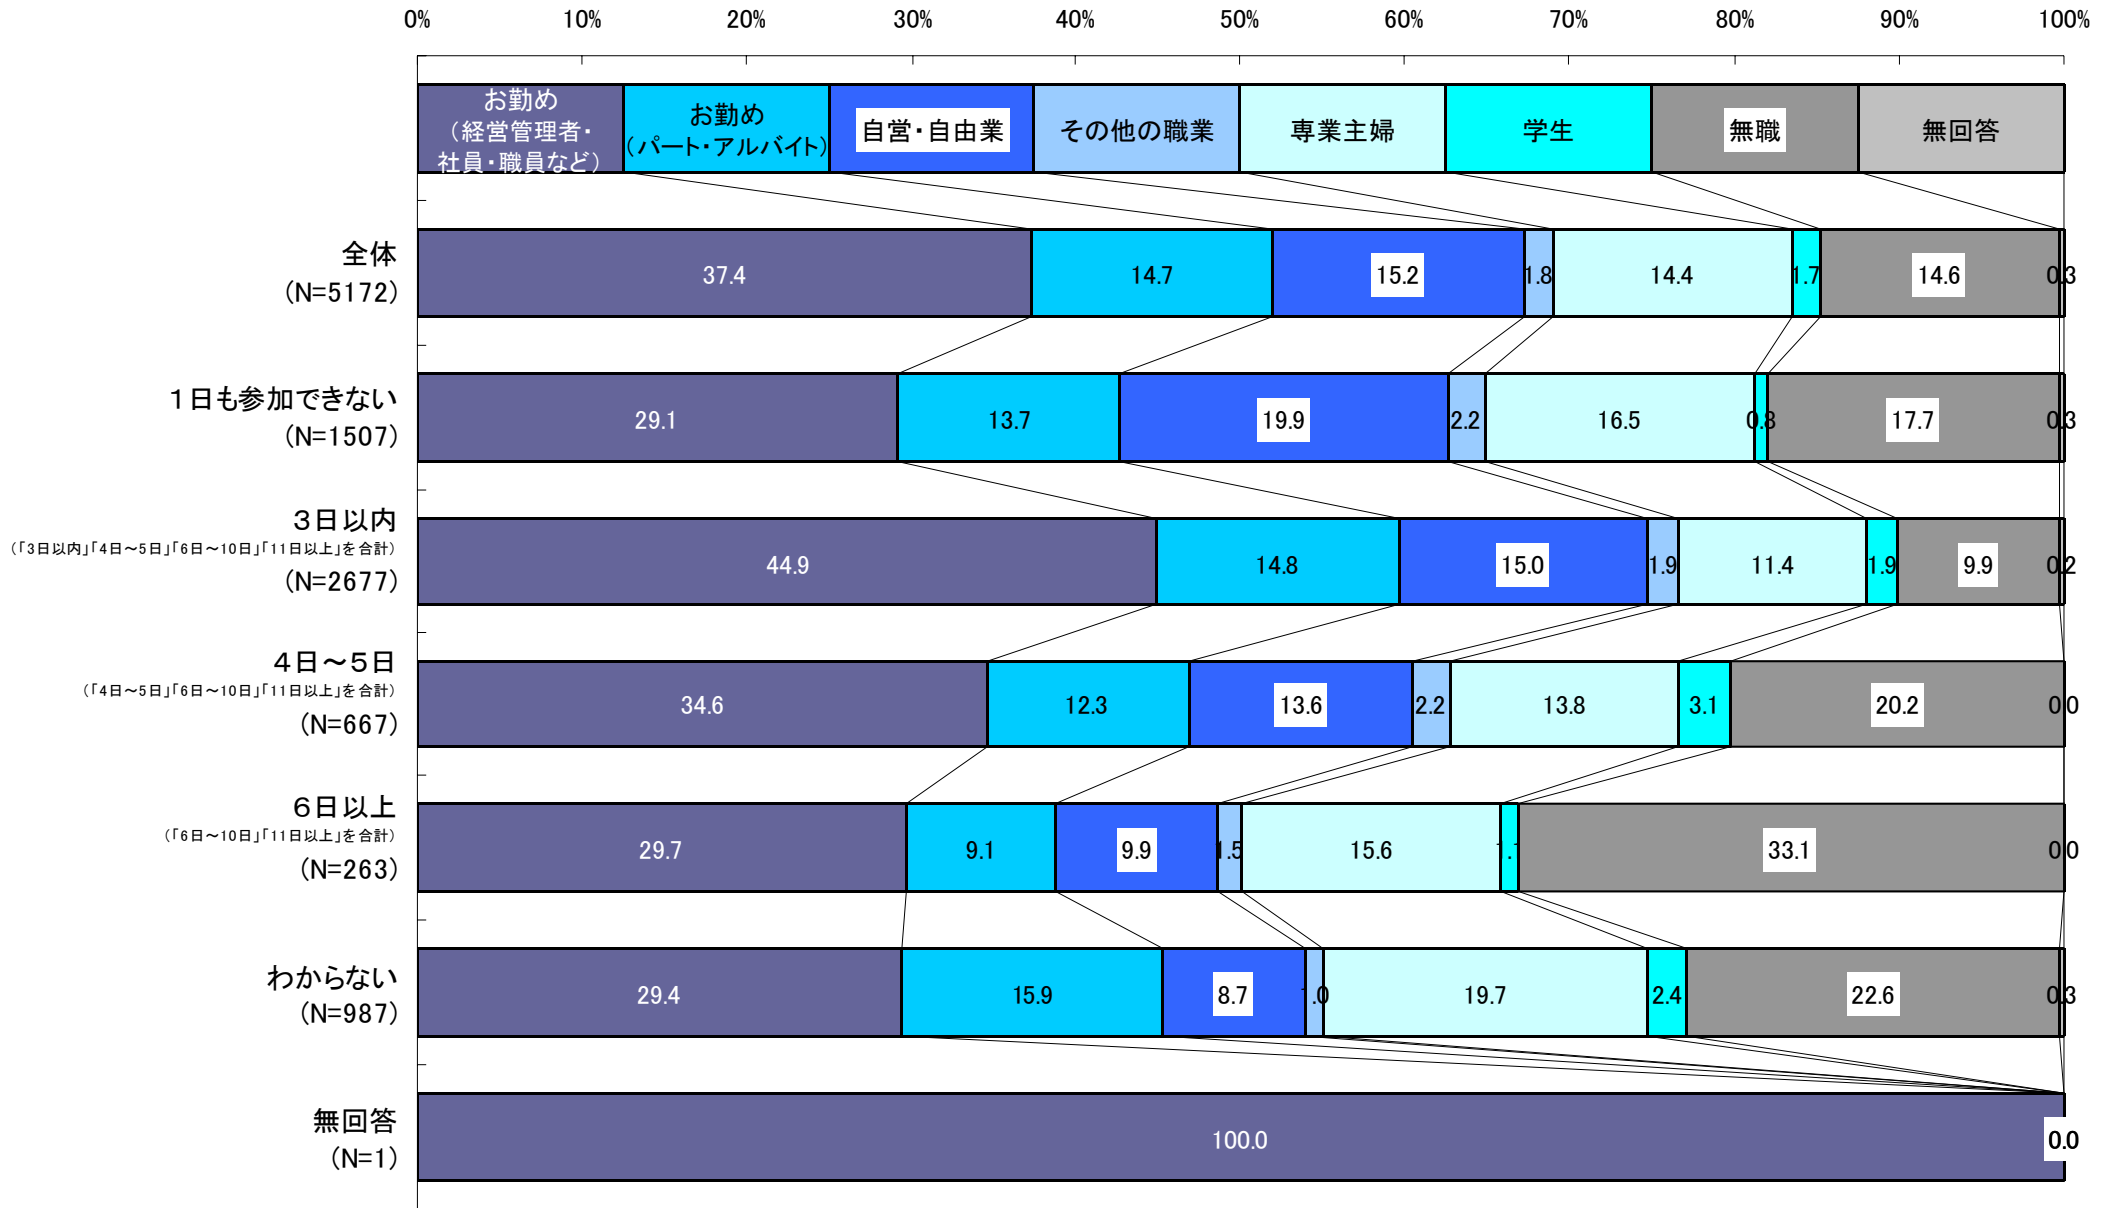 0% 10% 20% 30% 40% 50% 60% 70% 80% 90% 100%
お勤め
（経営管理者・
社員・職員など）
お勤め
（パート・アルバイト）
自営・自由業
その他の職業
専業主婦
学生
無職
無回答
全体
（N=5172）
37.4 14.7 15.2 1.8 14.4 1.7 14.6 0.3
１日も参加できない
（N=1507）
29.1 13.7 19.9 2.2 16.5 0.8 17.7 0.3
３日以内
（「3日以内」「4日～5日」「6日～10日」「11日以上」を合計）
（N=2677）
44.9 14.8 15.0 1.9 11.4 1.9 9.9 0.2
４日～５日
（「4日～5日」「6日～10日」「11日以上」を合計）
（N=667）
34.6 12.3 13.6 2.2 13.8 3.1 20.2 0.0
６日以上
（「6日～10日」「11日以上」を合計）
（N=263）
29.7 9.1 9.9 1.5 15.6 1.1 33.1 0.0
わからない
（N=987）
29.4 15.9 8.7 1.0 19.7 2.4 22.6 0.3
無回答
（N=1）
100.0 0.0